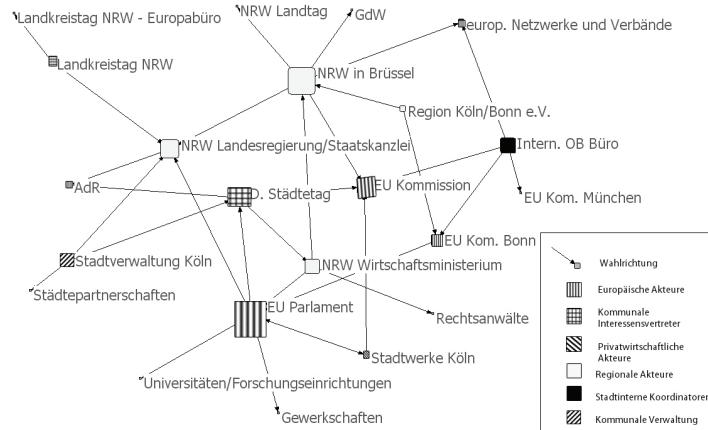 Landkreistag NRW - Europabüro
NRW Landtag
GdW
europ. Netzwerke und Verbände
Landkreistag NRW
NRW in Brüssel
Region Köln/Bonn e.V.
NRW Landesregierung/Staatskanzlei
Intern. OB Büro
AdR
D. Städtetag
EU Kommission
EU Kom. München
EU Kom. Bonn
Stadtverwaltung Köln
NRW Wirtschaftsministerium
Städtepartnerschaften
EU Parlament
Rechtsanwälte
Stadtwerke Köln
Universitäten/Forschungseinrichtungen
Gewerkschaften
Wahlrichtung
Europäische Akteure
Kommunale
Interessensvertreter
Privatwirtschaftliche
Akteure
Regionale Akteure
Stadtinterne Koordinatoren
Kommunale Verwaltung